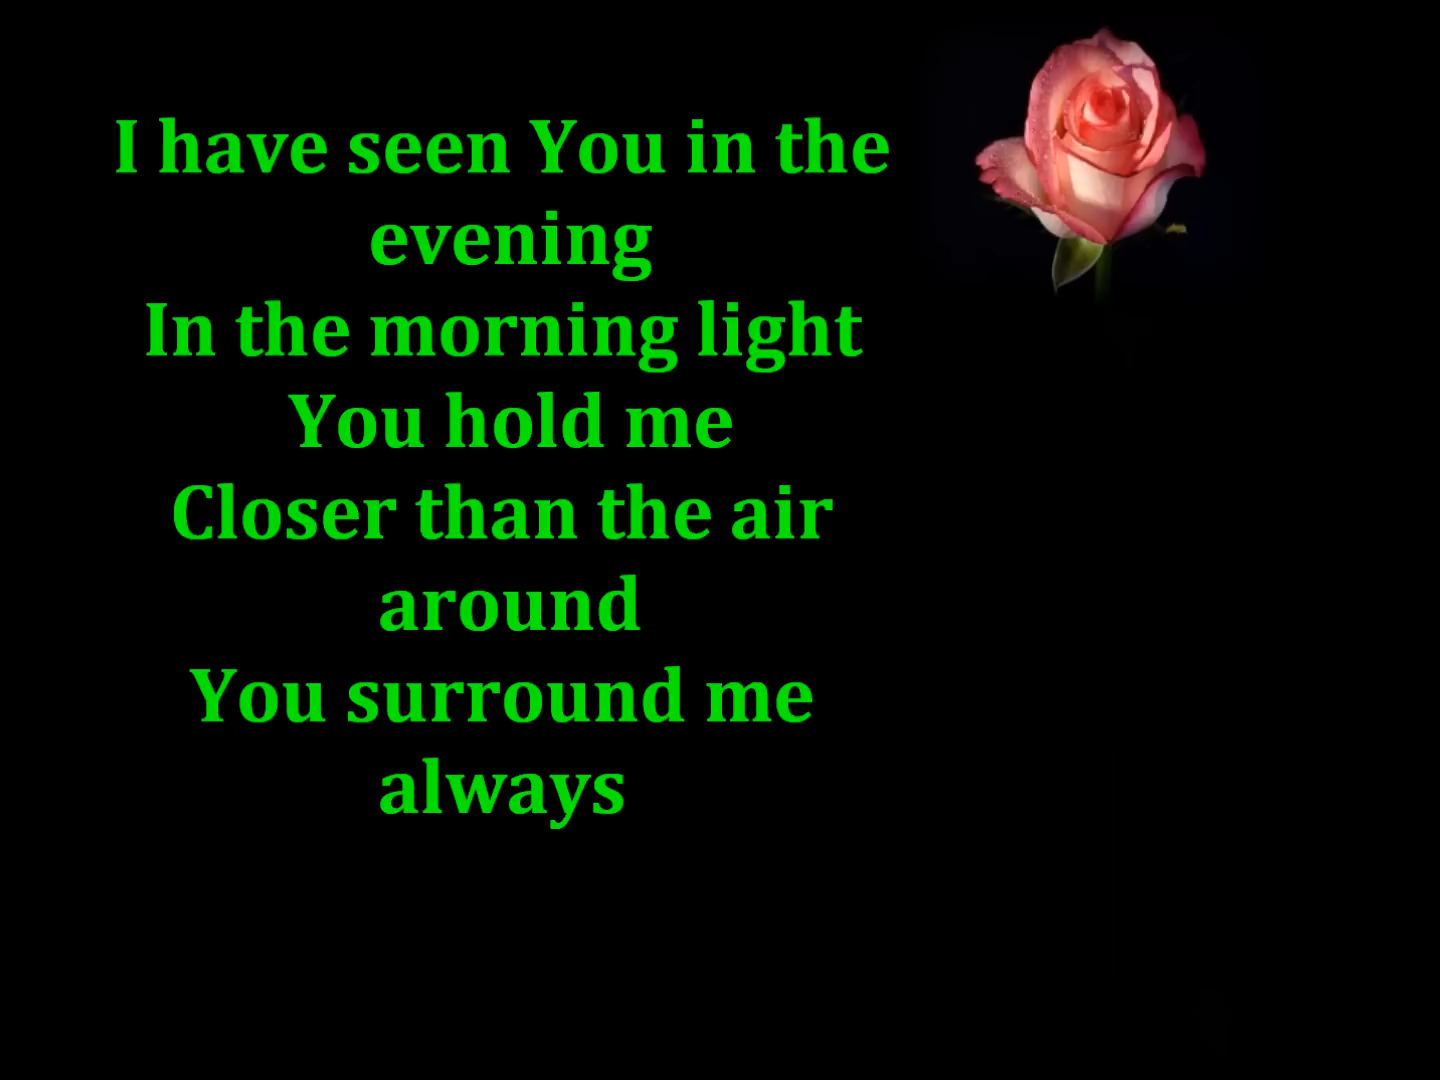 I have seen You in the
evening
In the morning light
You hold me
Closer than the air
around
You surround me
always